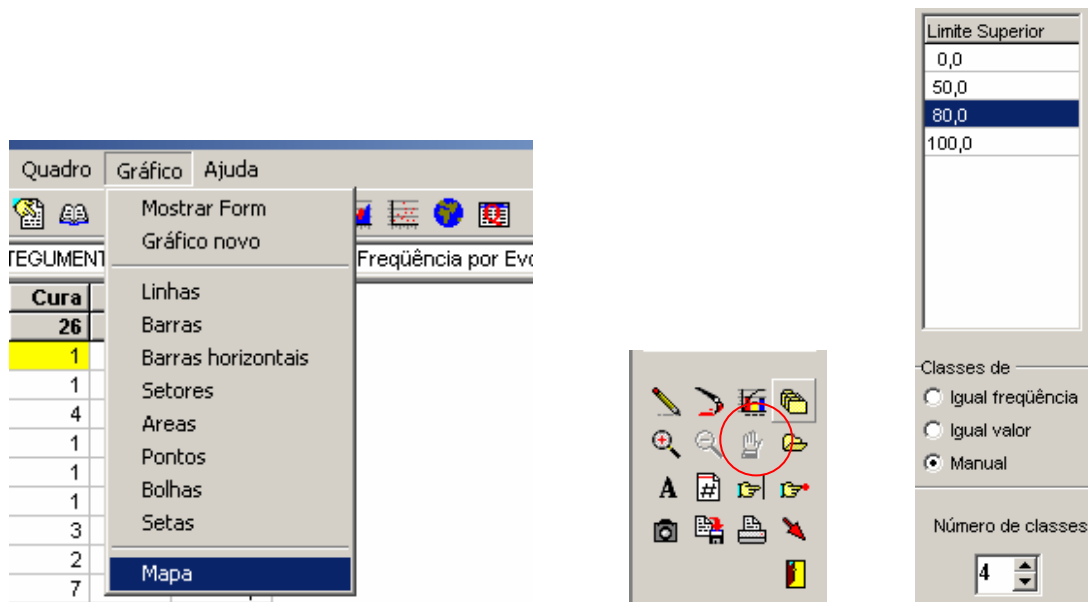 Quadro Gráfico Ajuda
Freqüência por
Cura
26
1
1
4
1
1
1
3
2
7
Mostrar Form
Gráfico novo
Linhas
Barras
Barras horizontais
Setores
Areas
Pontos
Bolhas
Setas
Mapa
A #
Limite Superior
0,0
50,0
80,0
100,0
Classes de
Igual freqüência
Igual valor
Manual
Número de classes
4